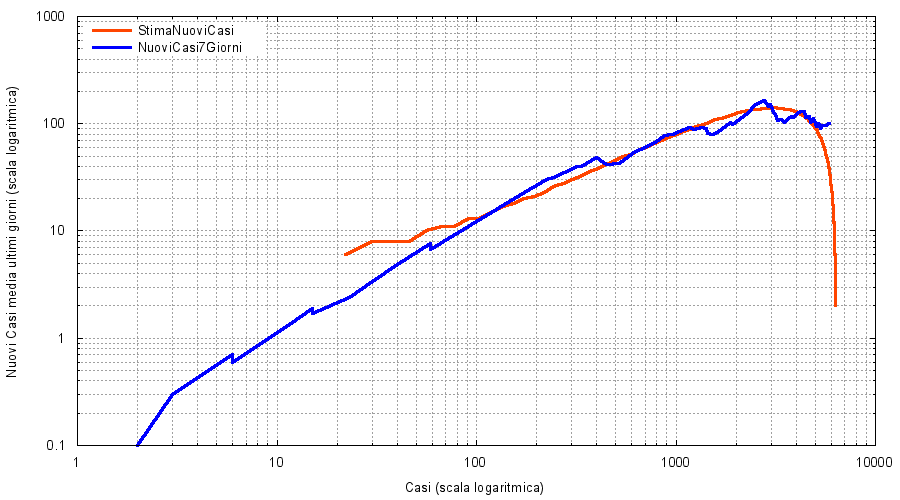 1000
StimaNuoviCasi
NuoviCasi7Giorni
100
10
1
0.1
Nuovi Casi media ultimi giorni (scala logaritmica)
1 10 100 1000 10000
Casi (scala logaritmica)